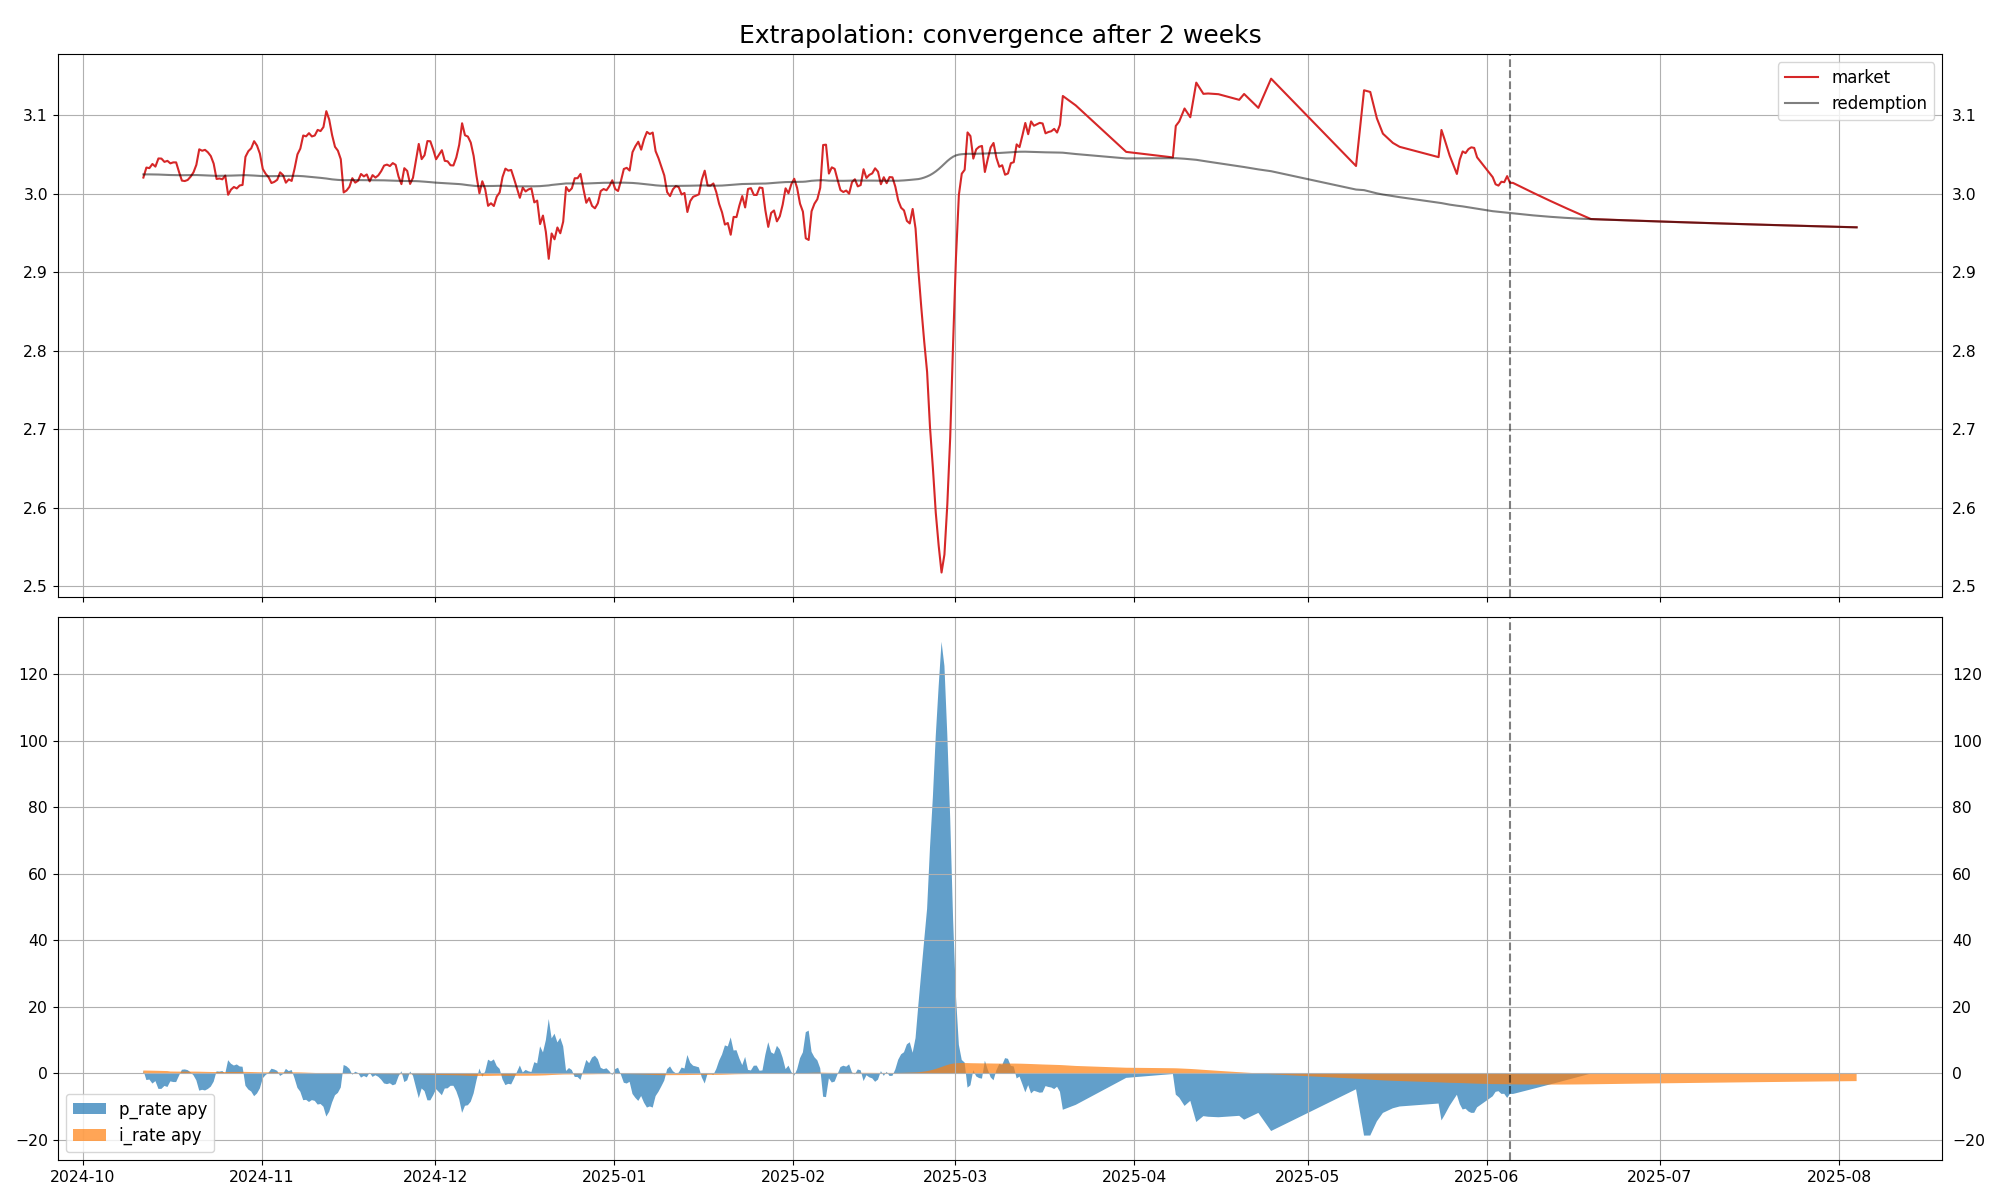 Extrapolation: convergence after 2 weeks
market
redemption
3.1 3.1
3.0 3.0
2.9 2.9
2.8 2.8
2.7 2.7
2.6 2.6
2.5 2.5
120 120
100 100
80 80
60 60
40 40
20 20
0 0
−20 −20
p_rate apy
i_rate apy
2024-10 2024-11 2024-12 2025-01 2025-02 2025-03 2025-04 2025-05 2025-06 2025-07 2025-08